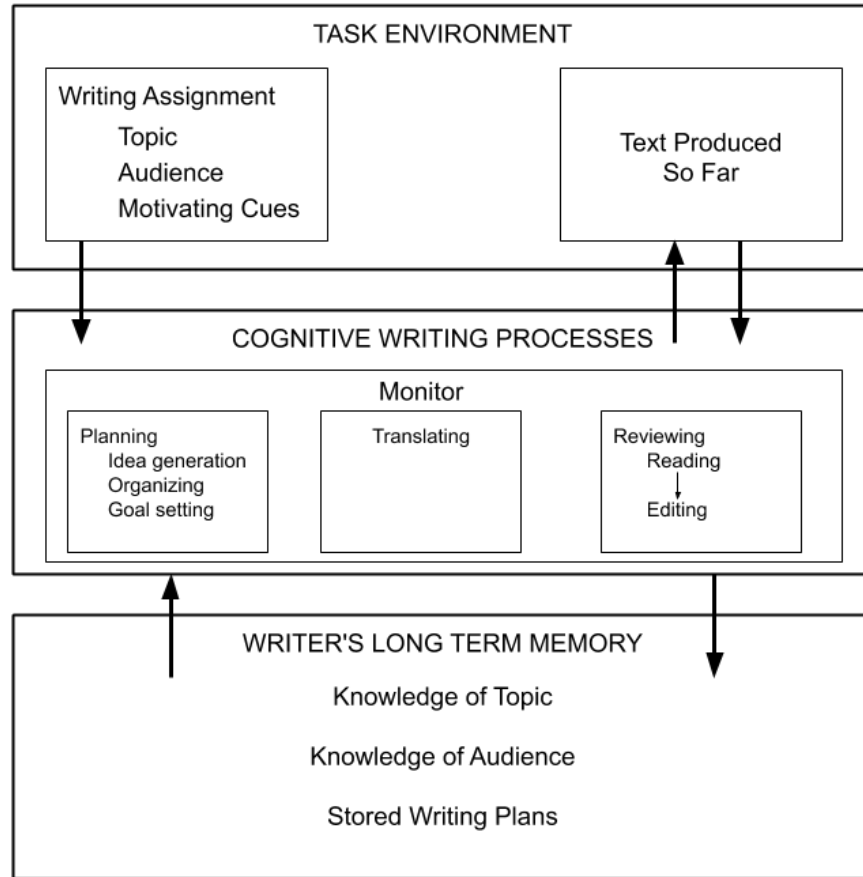 TASK ENVIRONMENT
Writing Assignment
Topic
Audience
Motivating Cues
Text Produced
So Far
COGNITIVE WRITING PROCESSES
Monitor
Planning
Idea generation
Organizing
Goal setting
Translating
Reviewing
Reading
Editing
WRITER'S LONG TERM MEMORY
Knowledge of Topic
Knowledge of Audience
Stored Writing Plans